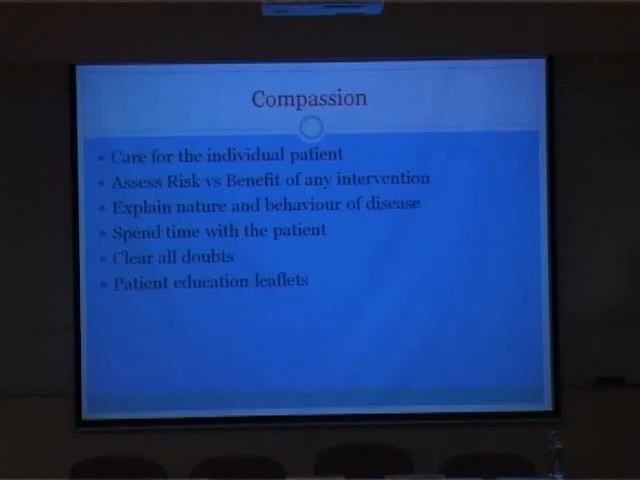 Compassion
Care for the individual patient
Assess Risk vs Benefit of any intervention
Explain nature and behaviour of disease
Spend time with the patient
Clear all doubts
Patient education leaflets